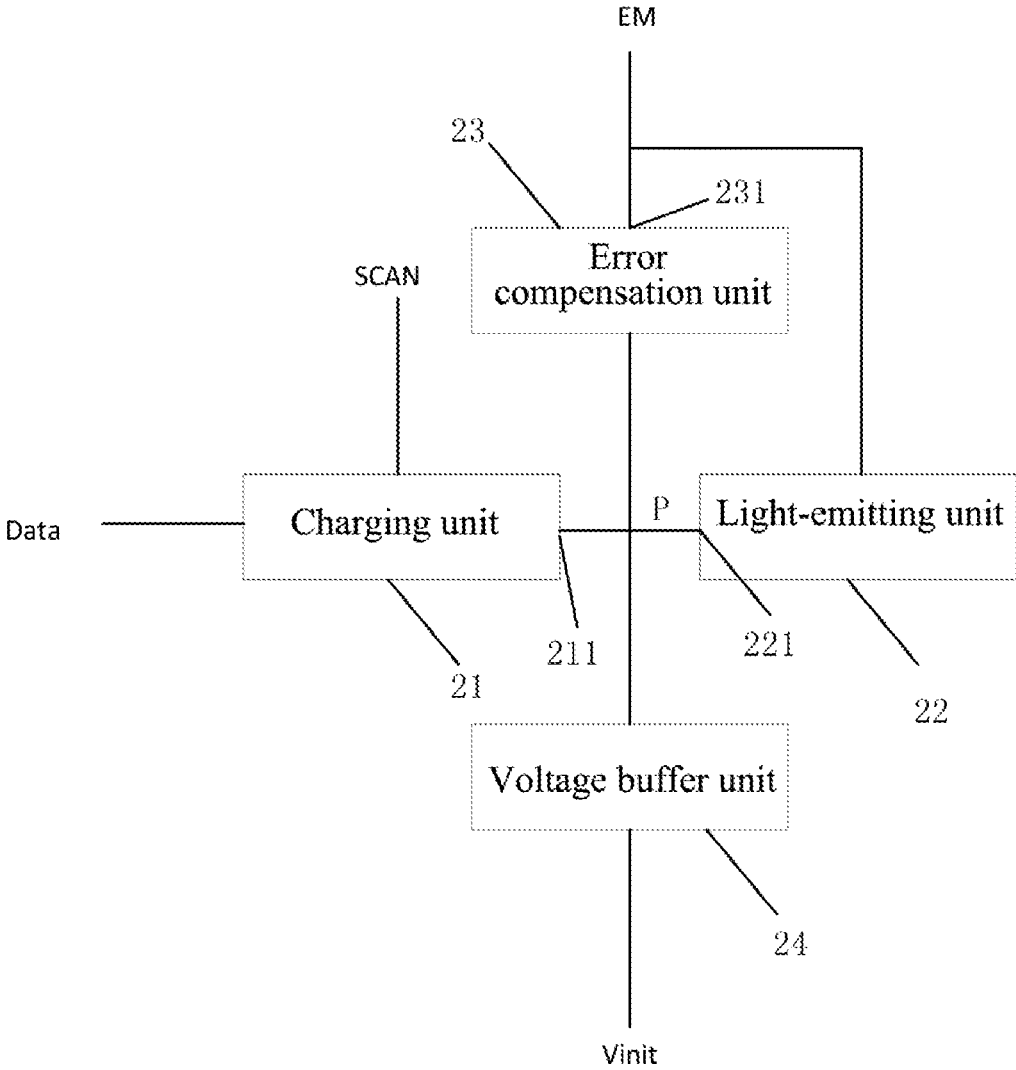 EM
23
231
Error
compensation unit
SCAN
Data
Charging unit
P
Light-emitting unit
211
221
21
22
Voltage buffer unit
24
Vinit